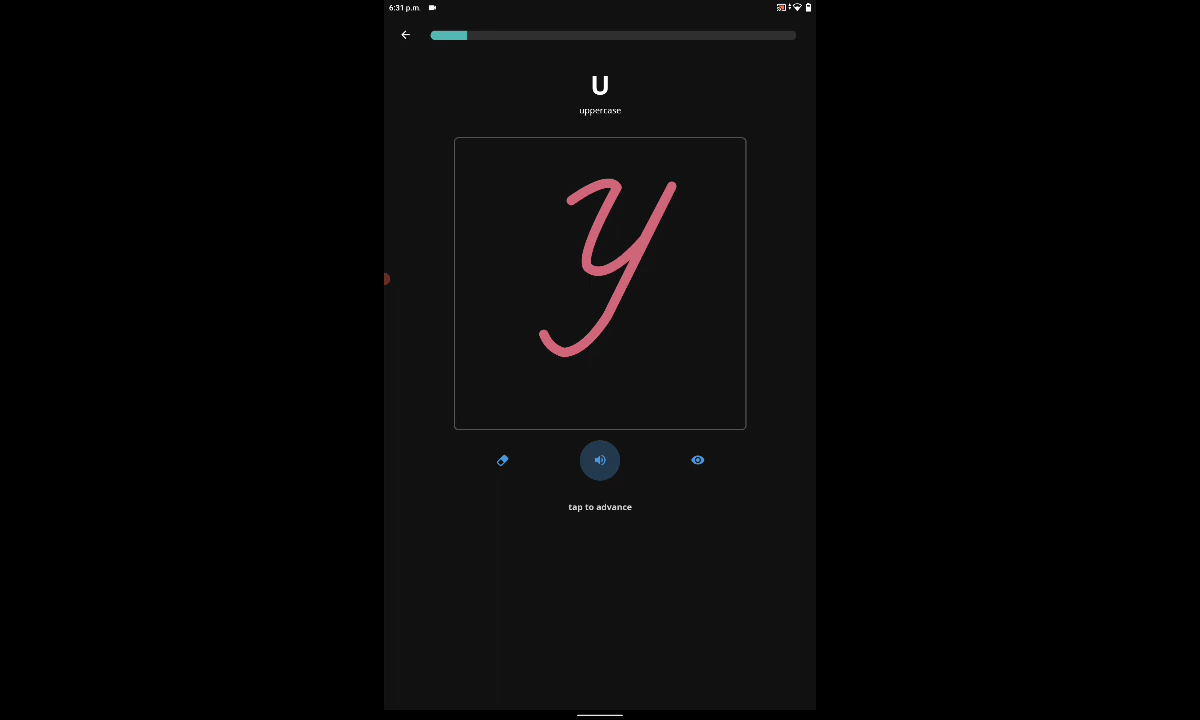 6:31 p.m.
U
uppercase
У
tap to advance